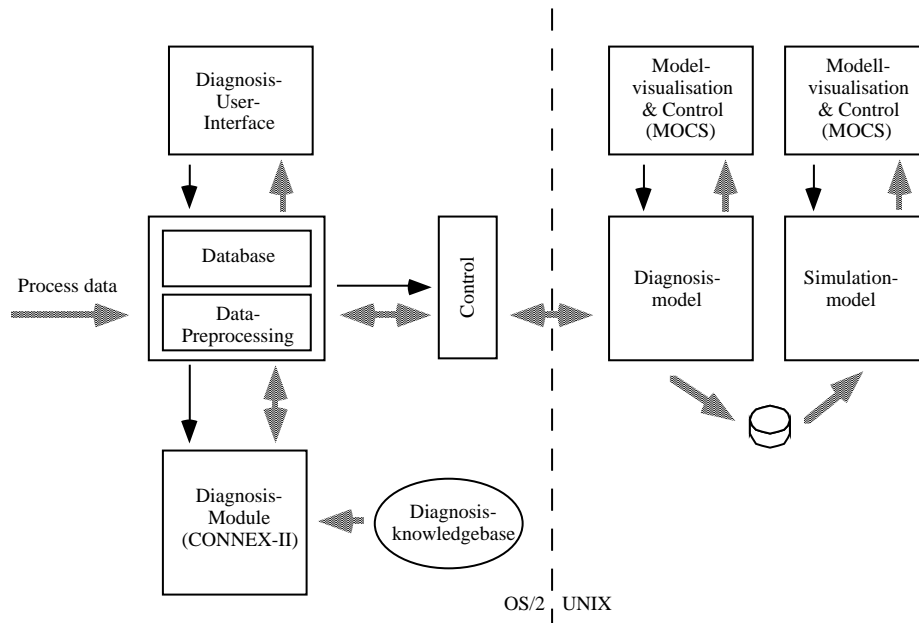 Diagnosis-
User-
Interface
Model-
visualisation
& Control
(MOCS)
Modell-
visualisation
& Control
(MOCS)
Process data
Database
Data-
Preprocessing
Control
Diagnosis-
model
Simulation-
model
Diagnosis-
Module
(CONNEX-II)
Diagnosis-
knowledgebase
OS/2
UNIX